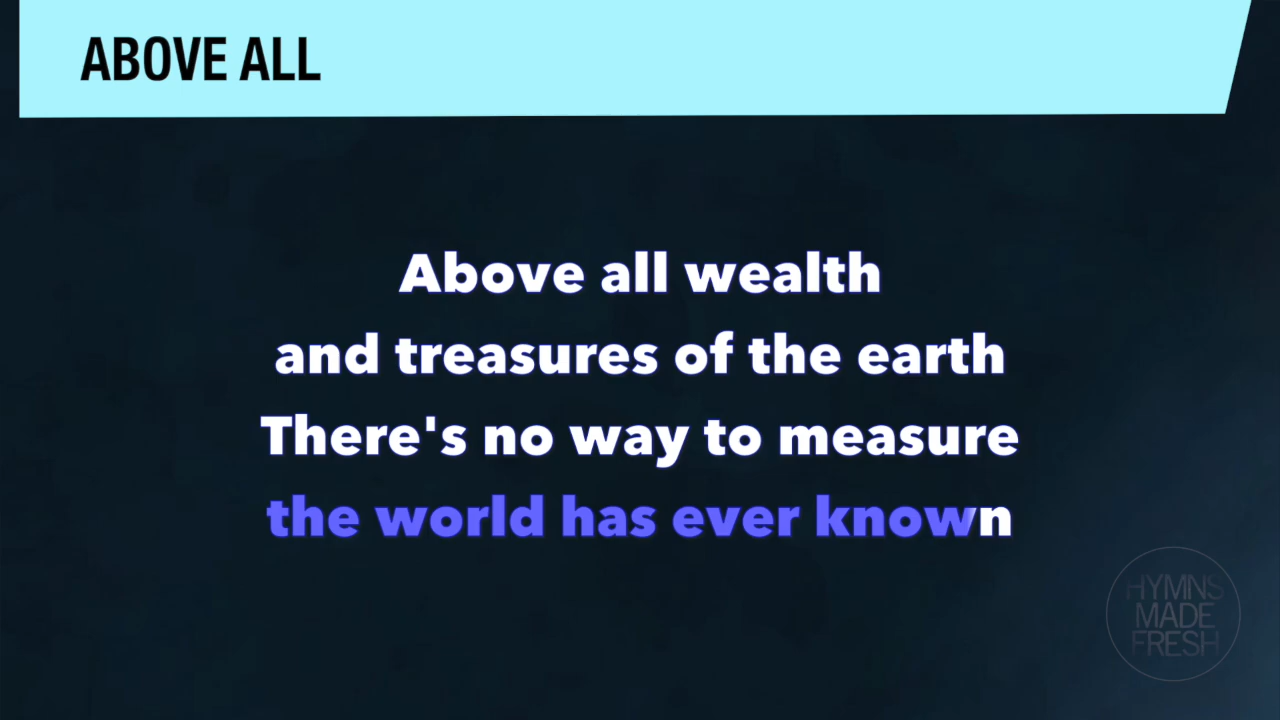 ABOVE ALL
Above all wealth
and treasures of the earth
There's no way to measure
the world has ever known
HYMNS
MADE
FRESH